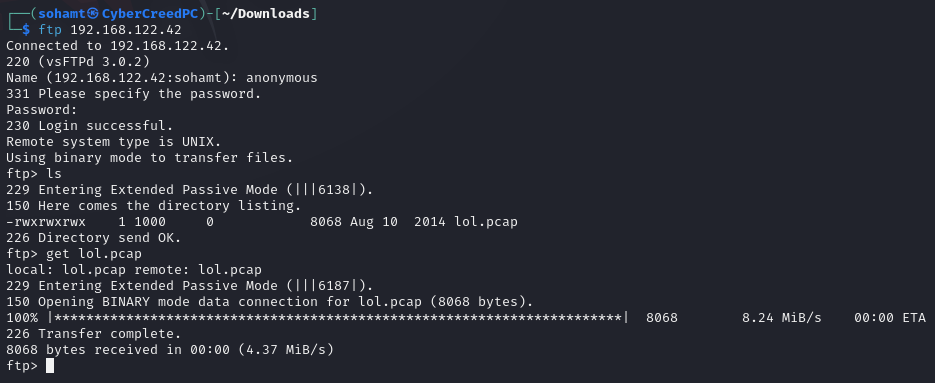 ┌──(sohamt㉿CyberCreedPC)-[~/Downloads]
└─$ ftp 192.168.122.42
Connected to 192.168.122.42.
220 (vsFTPd 3.0.2)
Name (192.168.122.42:sohamt): anonymous
331 Please specify the password.
Password:
230 Login successful.
Remote system type is UNIX.
Using binary mode to transfer files.
ftp> ls
229 Entering Extended Passive Mode (|||6138|).
150 Here comes the directory listing.
-rwxrwxrwx    1 1000     0            8068 Aug 10  2014 lol.pcap
226 Directory send OK.
ftp> get lol.pcap
local: lol.pcap remote: lol.pcap
229 Entering Extended Passive Mode (|||6187|).
150 Opening BINARY mode data connection for lol.pcap (8068 bytes).
100% |***********************************************************************|  8068        8.24 MiB/s    00:00 ETA
226 Transfer complete.
8068 bytes received in 00:00 (4.37 MiB/s)
ftp>